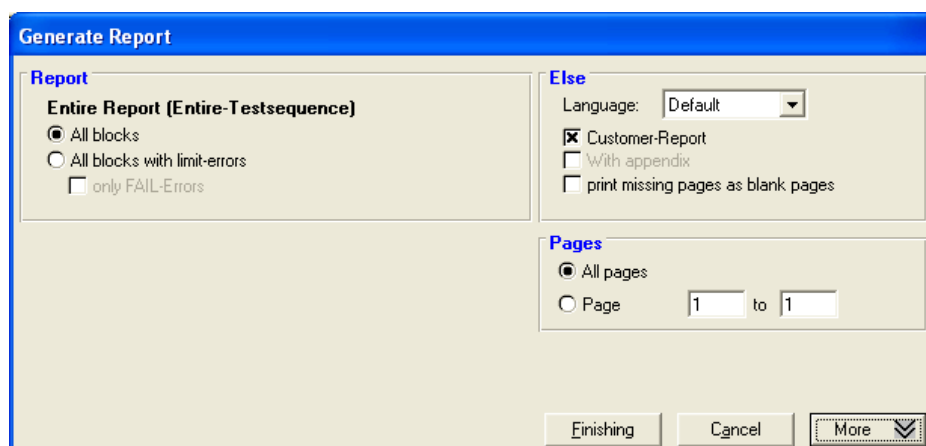 Generate Report
Report
Entire Report (Entire-Testsequence)
All blocks
All blocks with limit-errors
only FAIL-Errors
Else
Language: Default
Customer-Report
With appendix
print missing pages as blank pages
Pages
All pages
Page 1 to 1
Finishing Cancel More